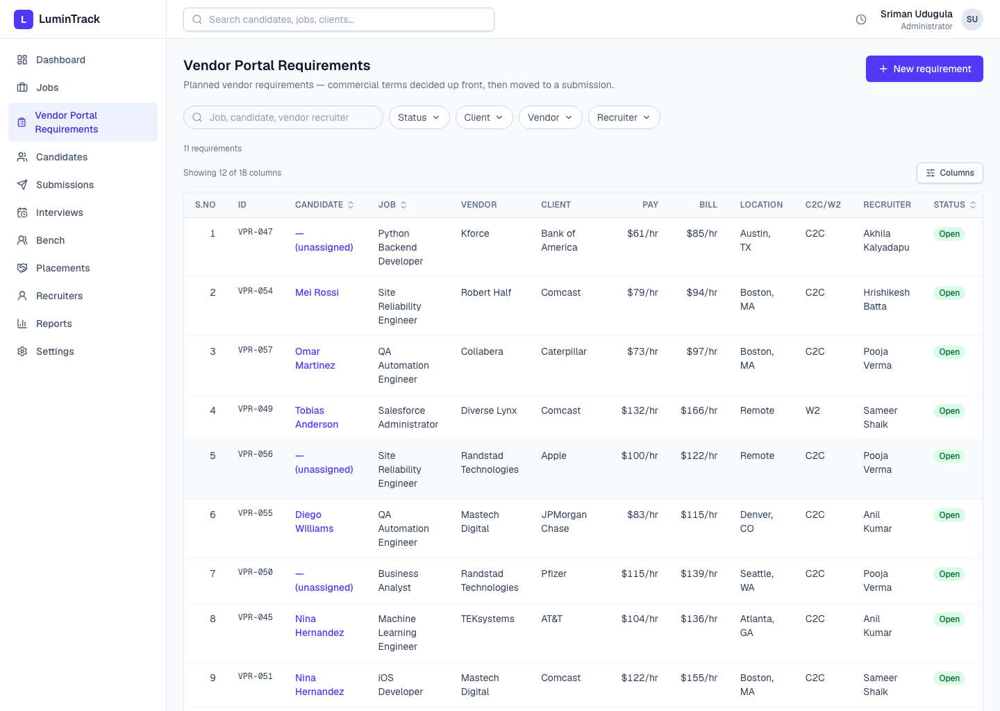 L LuminTrack
Search candidates, jobs, clients...
Sriman Udugula
Administrator
SU
Dashboard
Jobs
Vendor Portal
Requirements
Candidates
Submissions
Interviews
Bench
Placements
Recruiters
Reports
Settings
Vendor Portal Requirements
Planned vendor requirements — commercial terms decided up front, then moved to a submission.
New requirement
Job, candidate, vendor recruiter
Status
Client
Vendor
Recruiter
11 requirements
Showing 12 of 18 columns
Columns
S.NO ID CANDIDATE JOB VENDOR CLIENT PAY BILL LOCATION C2C/W2 RECRUITER STATUS
1 VPR-047 — Python Kforce Bank of $61/hr $85/hr Austin, C2C Akhila Open
(unassigned) Backend America TX Kalyadapu
Developer
2 VPR-054 Mei Rossi Site Robert Half Comcast $79/hr $94/hr Boston, C2C Hrishikesh Open
Reliability MA Batta
Engineer
3 VPR-057 Omar QA Collabera Caterpillar $73/hr $97/hr Boston, C2C Pooja Open
Martinez Automation MA Verma
Engineer
4 VPR-049 Tobias Salesforce Diverse Lynx Comcast $132/hr $166/hr Remote W2 Sameer Open
Anderson Administrator Shaik
5 VPR-056 — Site Randstad Apple $100/hr $122/hr Remote C2C Pooja Open
(unassigned) Reliability Technologies Verma
Engineer
6 VPR-055 Diego QA Mastech JPMorgan $83/hr $115/hr Denver, C2C Anil Open
Williams Automation Digital Chase CO Kumar
Engineer
7 VPR-050 — Business Randstad Pfizer $115/hr $139/hr Seattle, C2C Pooja Open
(unassigned) Analyst Technologies WA Verma
8 VPR-045 Nina Machine TEKsystems AT&T $104/hr $136/hr Atlanta, C2C Anil Open
Hernandez Learning GA Kumar
Engineer
9 VPR-051 Nina iOS Mastech Comcast $122/hr $155/hr Boston, C2C Sameer Open
Hernandez Developer Digital MA Shaik